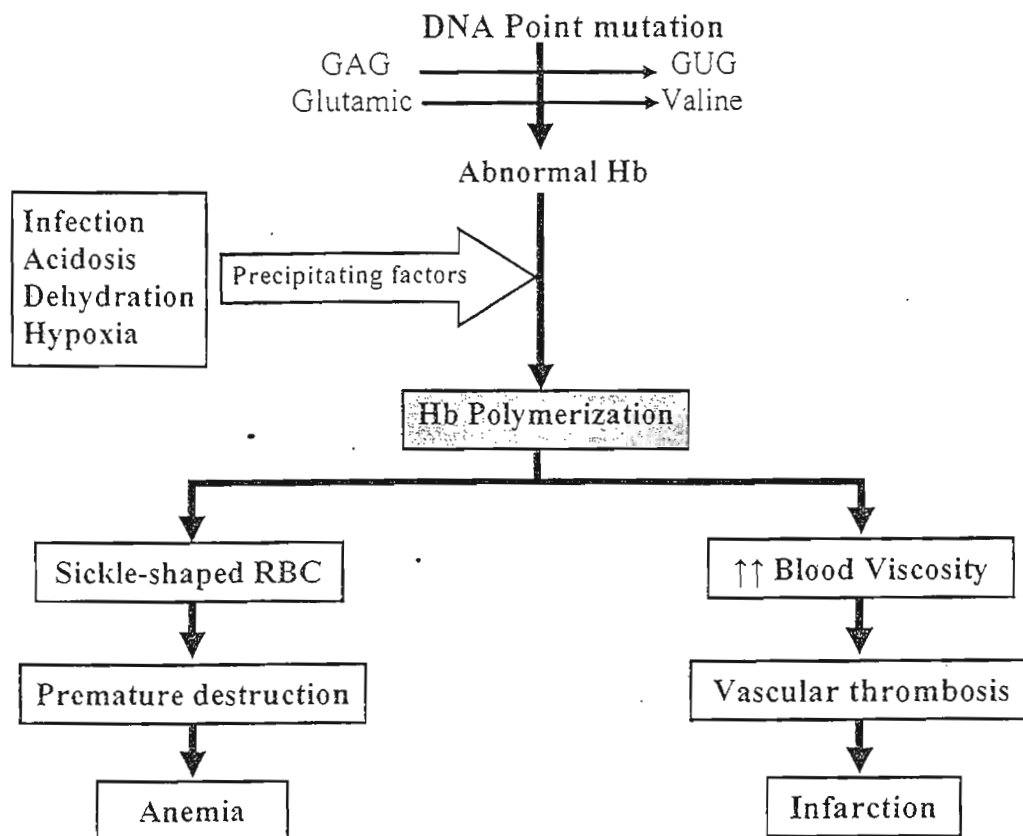 DNA Point mutation
GAG GUG
Glutamic Valine
Abnormal Hb
Infection
Acidosis
Dehydration
Hypoxia
Precipitating factors
Hb Polymerization
Sickle-shaped RBC
↑↑ Blood Viscosity
Premature destruction
Vascular thrombosis
Anemia
Infarction